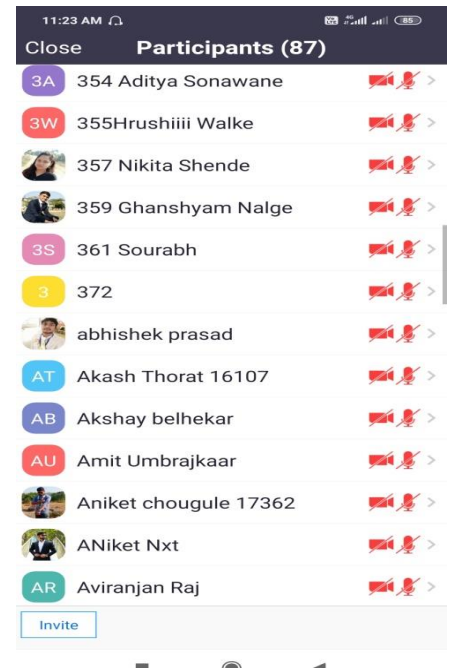 11:23 AM 4G 85
Close Participants (87)
3A 354 Aditya Sonawane
3W 355Hrushiiii Walke
357 Nikita Shende
359 Ghanshyam Nalge
3S 361 Sourabh
3 372
abhishek prasad
AT Akash Thorat 16107
AB Akshay belhekar
AU Amit Umbrajkaar
Aniket chougule 17362
ANiket Nxt
AR Aviranjan Raj
Invite